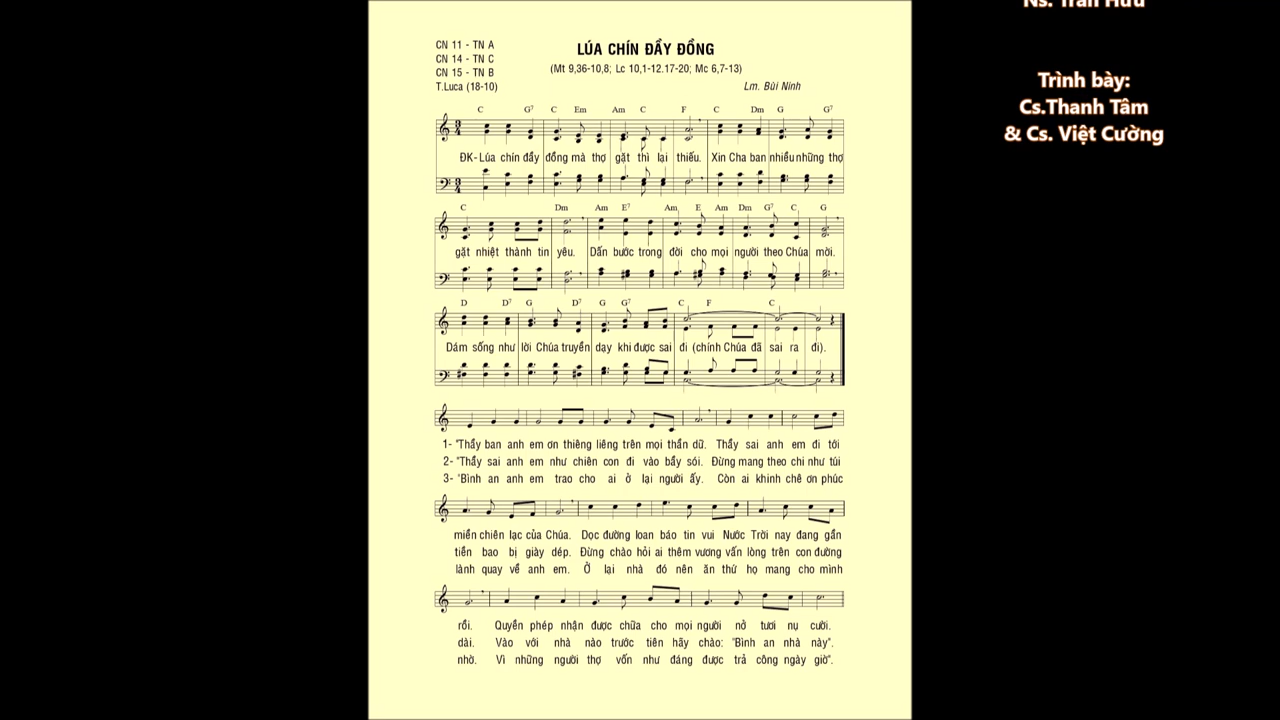 CN 11 - TN A
CN 14 - TN C
CN 15 - TN B
T.Luca (18-10)
LÚA CHÍN ĐẦY ĐỒNG
(Mt 9,36-10,8; Lc 10,1-12.17-20; Mc 6,7-13)
Lm. Bùi Ninh
C G7 C Em Am C F C Dm G G7
ĐK-Lúa chín đầy đồng mà thợ gặt thì lại thiếu. Xin Cha ban nhiều những thợ
C Dm Am E7 Am E Am Dm G7 C G
gặt nhiệt thành tin yêu. Dấn bước trong đời cho mọi người theo Chúa mời.
D D7 G D7 G G7 C F C
Dám sống như lời Chúa truyền dạy khi được sai đi (chính Chúa đã sai ra đi).
1- "Thầy ban anh em ơn thiêng liêng trên mọi thần dữ. Thầy sai anh em đi tới
2- "Thầy sai anh em như chiên con đi vào bầy sói. Đừng mang theo chi như túi
3- "Bình an anh em trao cho ai ở lại người ấy. Còn ai khinh chê ơn phúc
miền chiên lạc của Chúa. Dọc đường loan báo tin vui Nước Trời nay đang gần
tiền bao bị giày dép. Đừng chào hỏi ai thêm vương vấn lòng trên con đường
lành quay về anh em. Ở lại nhà đó nên ăn thứ họ mang cho mình
rồi. Quyền phép nhận được chữa cho mọi người nở tươi nụ cười.
dài. Vào với nhà nào trước tiên hãy chào: "Bình an nhà này".
nhờ. Vì những người thợ vốn như đáng được trả công ngày giờ".
Ns. Trần Hữu
Trình bày:
Cs.Thanh Tâm
& Cs. Việt Cường